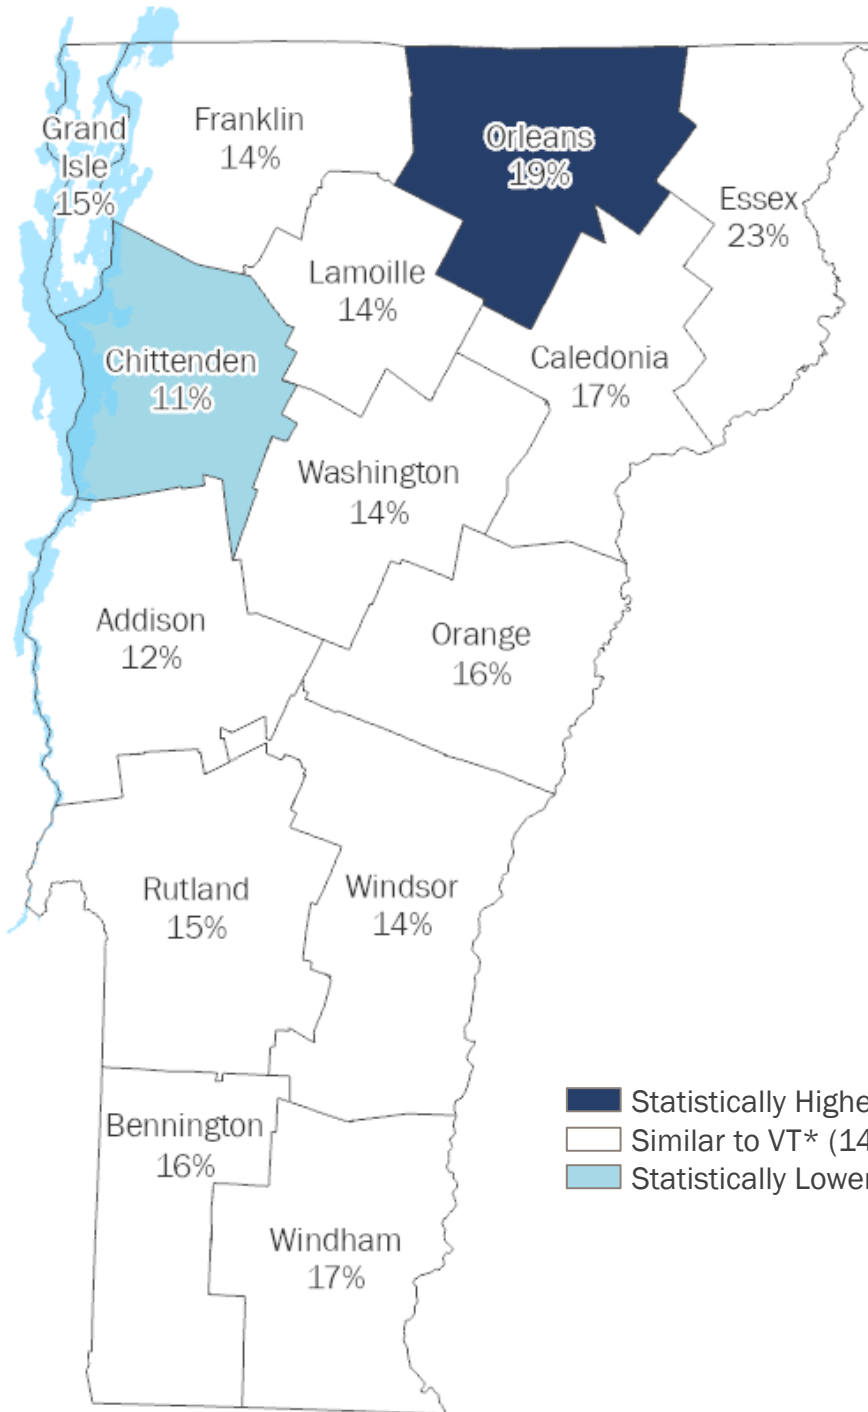 Grand
Isle
15%
Franklin
14%
Orleans
19%
Essex
23%
Lamoille
14%
Chittenden
11%
Caledonia
17%
Washington
14%
Addison
12%
Orange
16%
Rutland
15%
Windsor
14%
Bennington
16%
Windham
17%
Statistically Highe
Similar to VT* (14
Statistically Lower